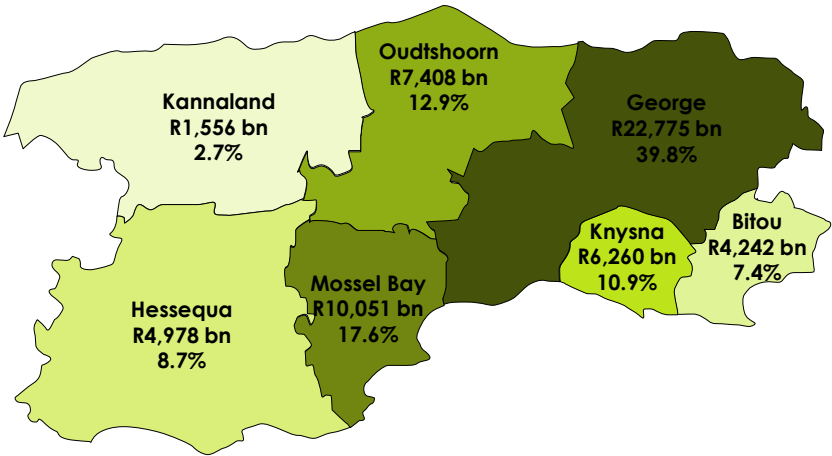 Oudtshoorn
R7,408 bn
12.9%
Kannaland
R1,556 bn
2.7%
George
R22,775 bn
39.8%
Bitou
R4,242 bn
7.4%
Knysna
R6,260 bn
10.9%
Mossel Bay
R10,051 bn
17.6%
Hessequa
R4,978 bn
8.7%